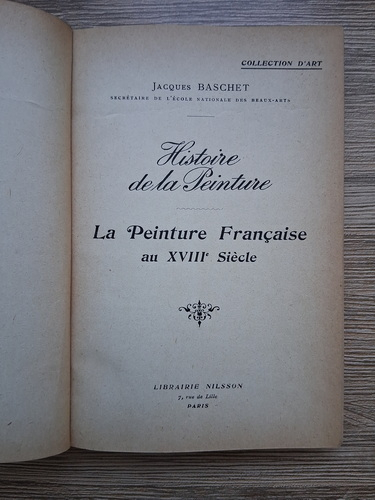 COLLECTION D'ART
JACQUES BASCHET
SECRÉTAIRE DE L'ÉCOLE NATIONALE DES BEAUX-ARTS
Histoire
de la Peinture
La Peinture Française
au XVIIIe Siècle
LIBRAIRIE NILSSON
7, rue de Lille
PARIS